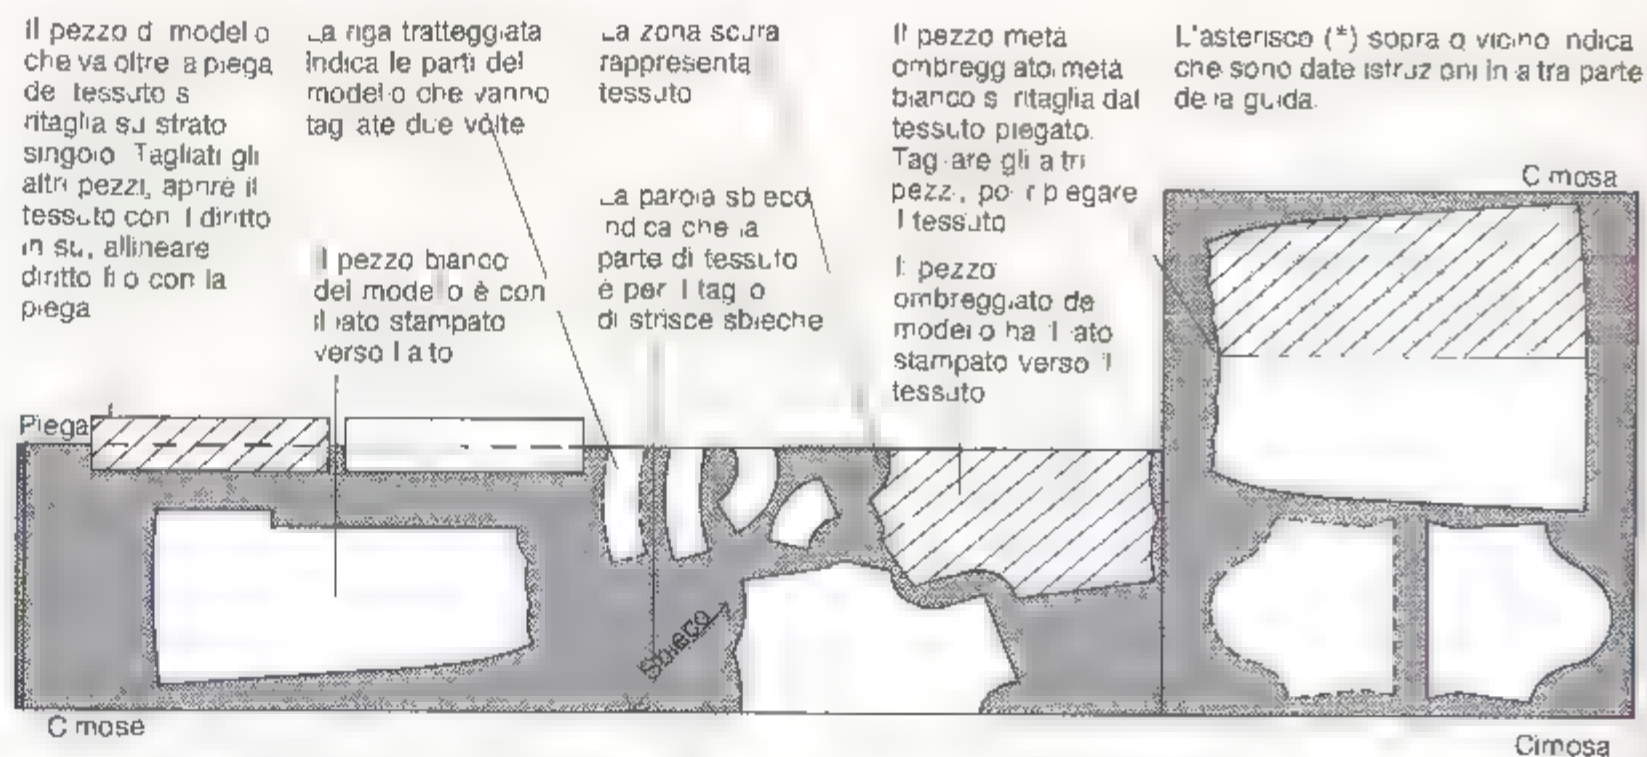 Il pezzo di modello
che va oltre la piega
del tessuto si
ritaglia su strato
singolo. Tagliati gli
altri pezzi, aprire il
tessuto con il diritto
in su, allineare
diritto filo con la
piega
La riga tratteggiata
indica le parti del
modello che vanno
tagliate due volte
Il pezzo bianco
del modello è con
il lato stampato
verso l'alto
La zona scura
rappresenta
tessuto
La parola sbieco
indica che la
parte di tessuto
è per il taglio
di strisce sbieche
Il pezzo metà
ombreggiato, metà
bianco si ritaglia dal
tessuto piegato.
Tagliare gli altri
pezzi, poi ripiegare
il tessuto
Il pezzo
ombreggiato del
modello ha il lato
stampato verso il
tessuto
L'asterisco (*) sopra o vicino indica
che sono date istruzioni in altra parte
della guida.
Cimosa
Piega
Sbieco
Cimose
Cimosa